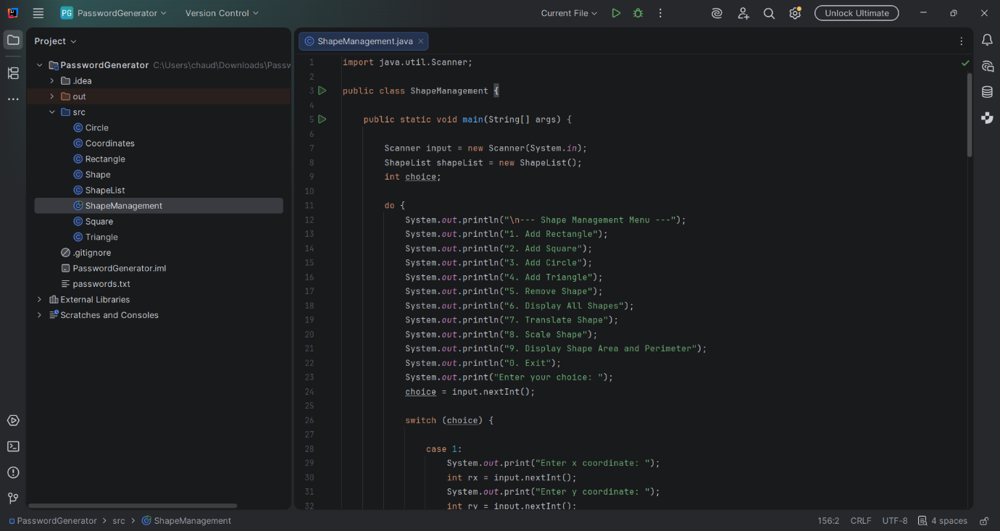 PG PasswordGenerator Version Control Current File Unlock Ultimate
Project
PasswordGenerator C:\Users\chaud\Downloads\Passw
.idea
out
src
Circle
Coordinates
Rectangle
Shape
ShapeList
ShapeManagement
Square
Triangle
.gitignore
PasswordGenerator.iml
passwords.txt
External Libraries
Scratches and Consoles
ShapeManagement.java
1 import java.util.Scanner;
2
3 public class ShapeManagement {
4
5 public static void main(String[] args) {
6
7 Scanner input = new Scanner(System.in);
8 ShapeList shapeList = new ShapeList();
9 int choice;
10
11 do {
12 System.out.println("\n--- Shape Management Menu ---");
13 System.out.println("1. Add Rectangle");
14 System.out.println("2. Add Square");
15 System.out.println("3. Add Circle");
16 System.out.println("4. Add Triangle");
17 System.out.println("5. Remove Shape");
18 System.out.println("6. Display All Shapes");
19 System.out.println("7. Translate Shape");
20 System.out.println("8. Scale Shape");
21 System.out.println("9. Display Shape Area and Perimeter");
22 System.out.println("0. Exit");
23 System.out.print("Enter your choice: ");
24 choice = input.nextInt();
25
26 switch (choice) {
27
28 case 1:
29 System.out.print("Enter x coordinate: ");
30 int rx = input.nextInt();
31 System.out.print("Enter y coordinate: ");
32 int ry = input.nextInt();
PasswordGenerator > src > ShapeManagement 156:2 CRLF UTF-8 4 spaces